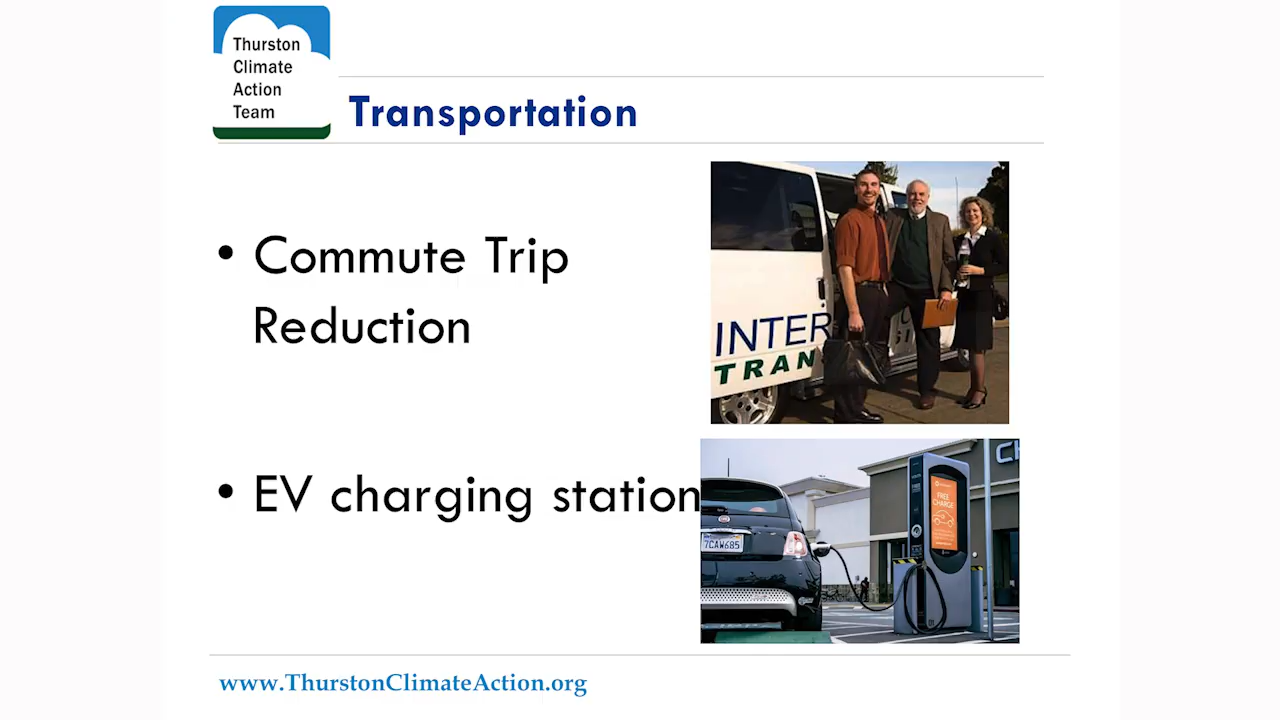 Thurston
Climate
Action
Team
Transportation
• Commute Trip
Reduction
INTER
TRAN
• EV charging station
7CAW685
FREE
CHARGE
www.ThurstonClimateAction.org